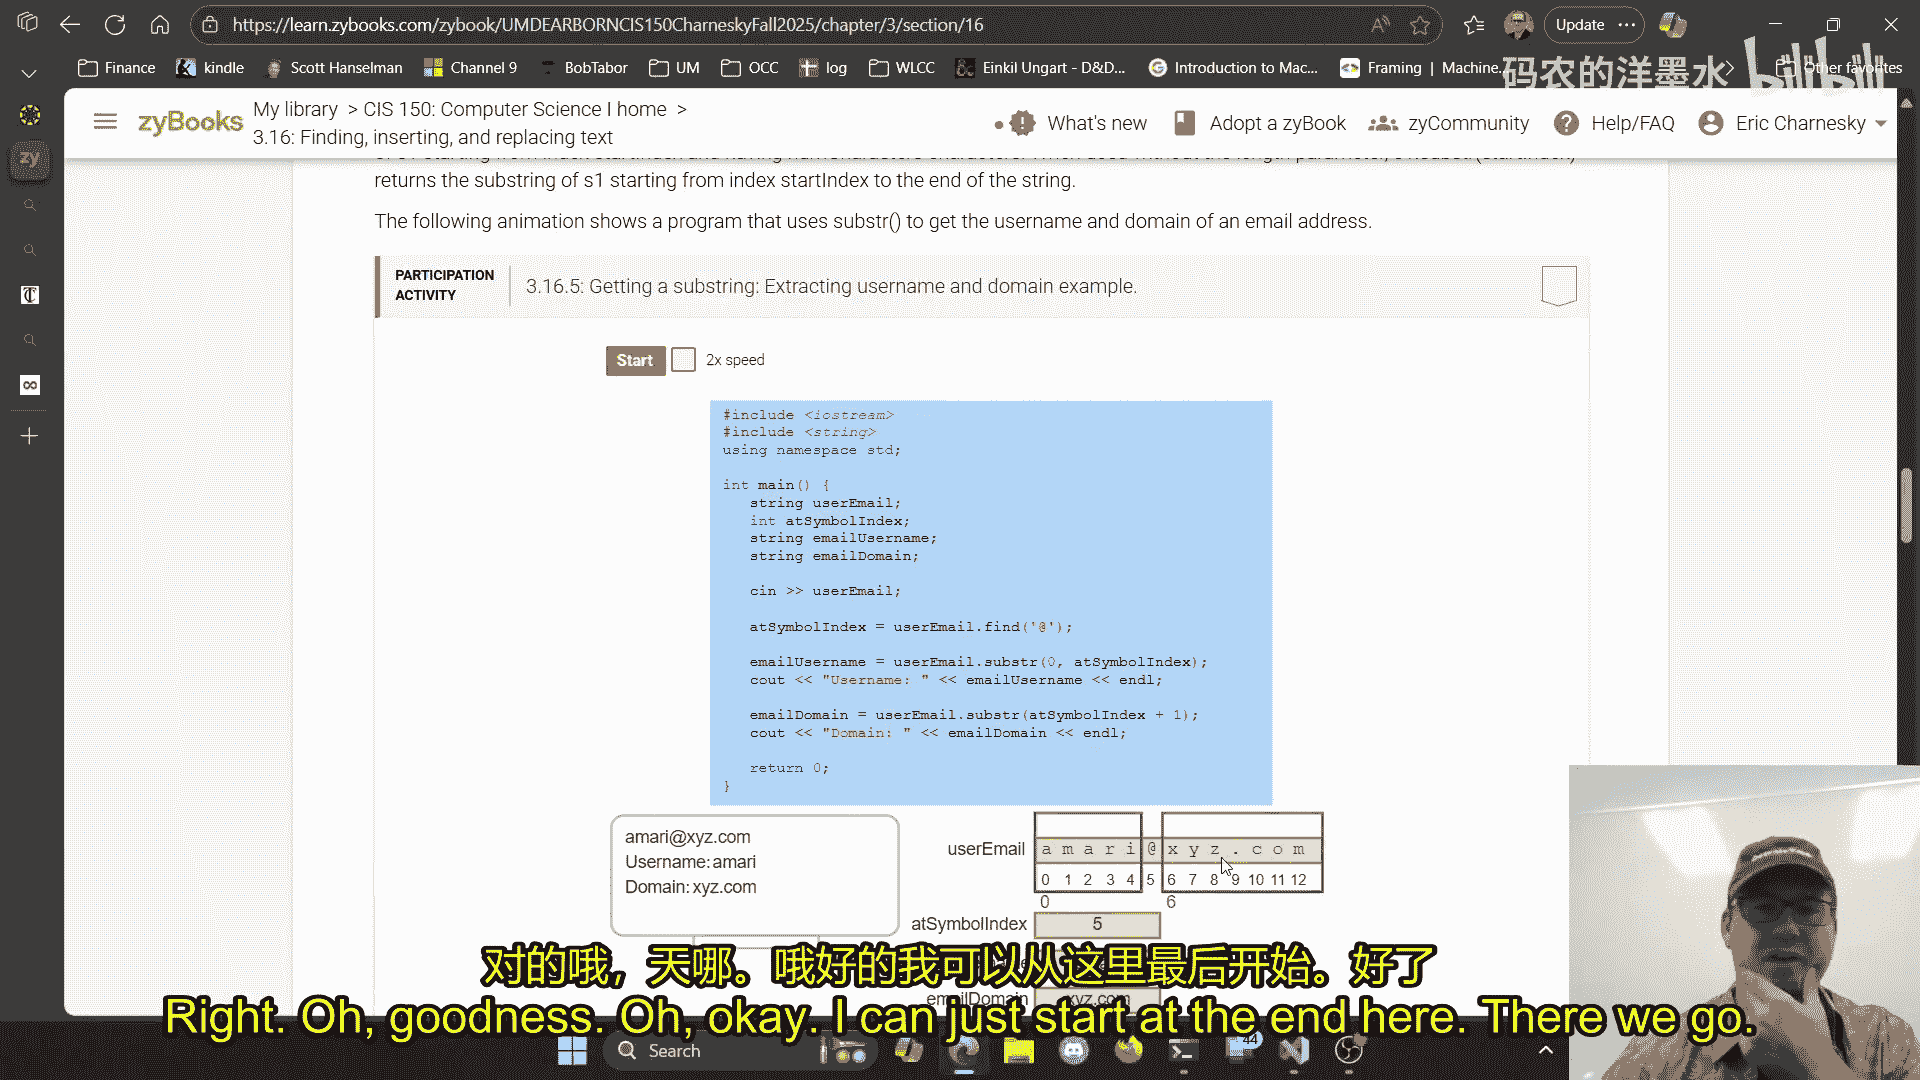 https://learn.zybooks.com/zybook/UMDEARBORNCIS150CharneskyFall2025/chapter/3/section/16
Update
Finance
kindle
Scott Hanselman
Channel 9
BobTabor
UM
OCC
log
WLCC
Einkil Ungart - D&D...
Introduction to Mac...
Framing | Machine...
Other favorites
码农的洋墨水
bilibili
zyBooks
My library > CIS 150: Computer Science I home >
3.16: Finding, inserting, and replacing text
What's new
Adopt a zyBook
zyCommunity
Help/FAQ
Eric Charnesky
zy
returns the substring of s1 starting from index startIndex to the end of the string.
The following animation shows a program that uses substr() to get the username and domain of an email address.
PARTICIPATION
ACTIVITY
3.16.5: Getting a substring: Extracting username and domain example.
Start
2x speed
#include <iostream>
#include <string>
using namespace std;
int main() {
string userEmail;
int atSymbolIndex;
string emailUsername;
string emailDomain;
cin >> userEmail;
atSymbolIndex = userEmail.find('@');
emailUsername = userEmail.substr(0, atSymbolIndex);
cout << "Username: " << emailUsername << endl;
emailDomain = userEmail.substr(atSymbolIndex + 1);
cout << "Domain: " << emailDomain << endl;
return 0;
}
amari@xyz.com
Username: amari
Domain: xyz.com
userEmail
a m a r i @ x y z . c o m
0 1 2 3 4 5 6 7 8 9 10 11 12
0 6
atSymbolIndex 5
emailDomain xyz.com
对的哦，天哪。哦好的我可以从这里最后开始。好了
Right. Oh, goodness. Oh, okay. I can just start at the end here. There we go.
Search
44